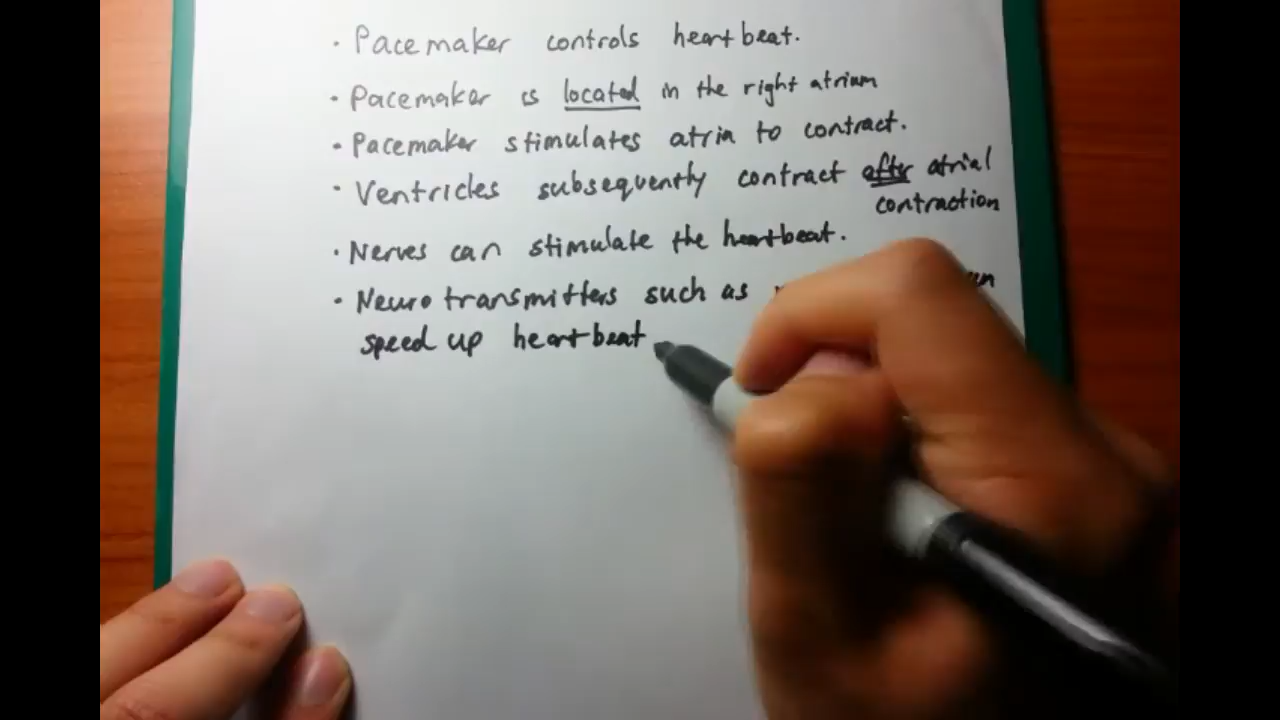 · Pacemaker controls heartbeat.
· Pacemaker is located in the right atrium
· Pacemaker stimulates atria to contract.
· Ventricles subsequently contract after atrial
contraction
· Nerves can stimulate the heartbeat.
· Neurotransmitters such as
speed up heartbeat